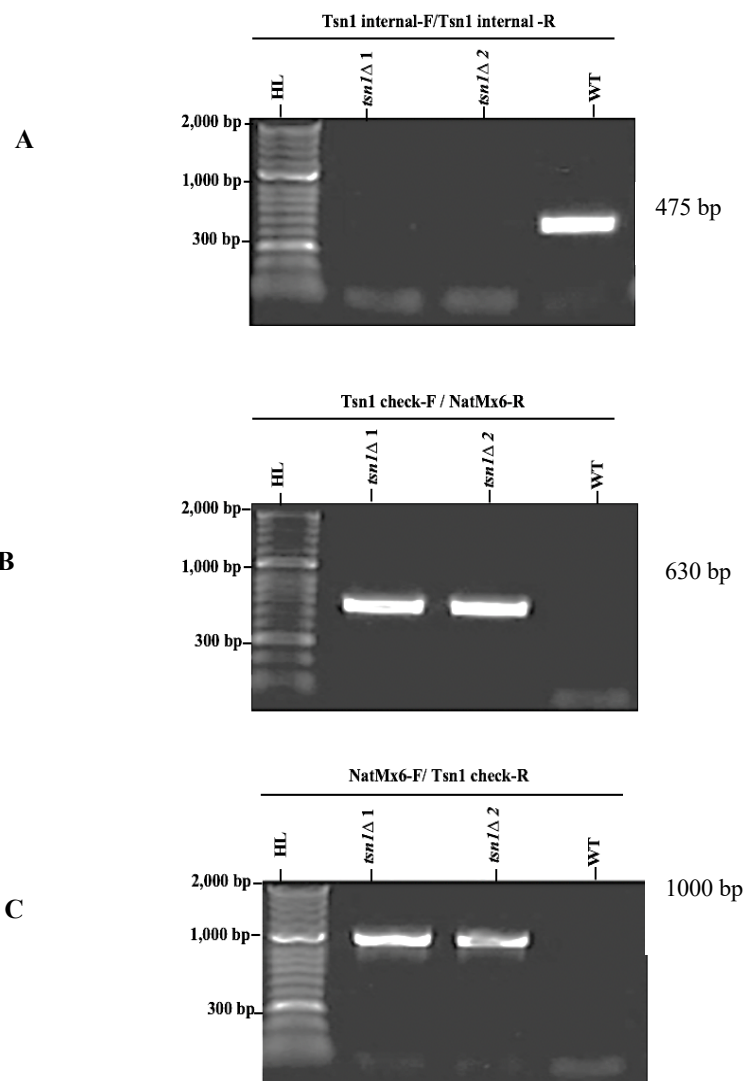 Tsn1 internal-F/Tsn1 internal -R
HL
tsn1Δ 1
tsn1Δ 2
WT
A
2,000 bp
1,000 bp
300 bp
475 bp
Tsn1 check-F / NatMx6-R
HL
tsn1Δ 1
tsn1Δ 2
WT
B
2,000 bp
1,000 bp
300 bp
630 bp
NatMx6-F/ Tsn1 check-R
HL
tsn1Δ 1
tsn1Δ 2
WT
C
2,000 bp
1,000 bp
300 bp
1000 bp